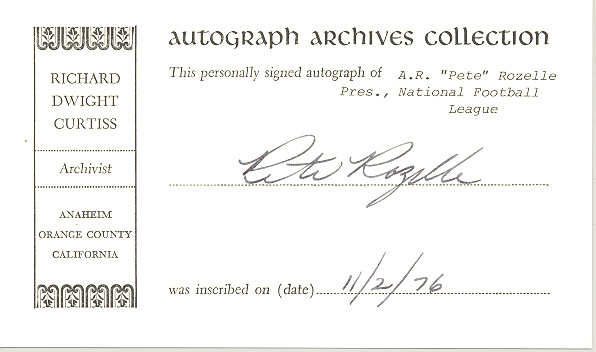 RICHARD
DWIGHT
CURTISS
Archivist
ANAHEIM
ORANGE COUNTY
CALIFORNIA
autograph archives collection
This personally signed autograph of A.R. "Pete" Rozelle
Pres., National Football
League
Pete Rozelle
was inscribed on (date) 11/2/76